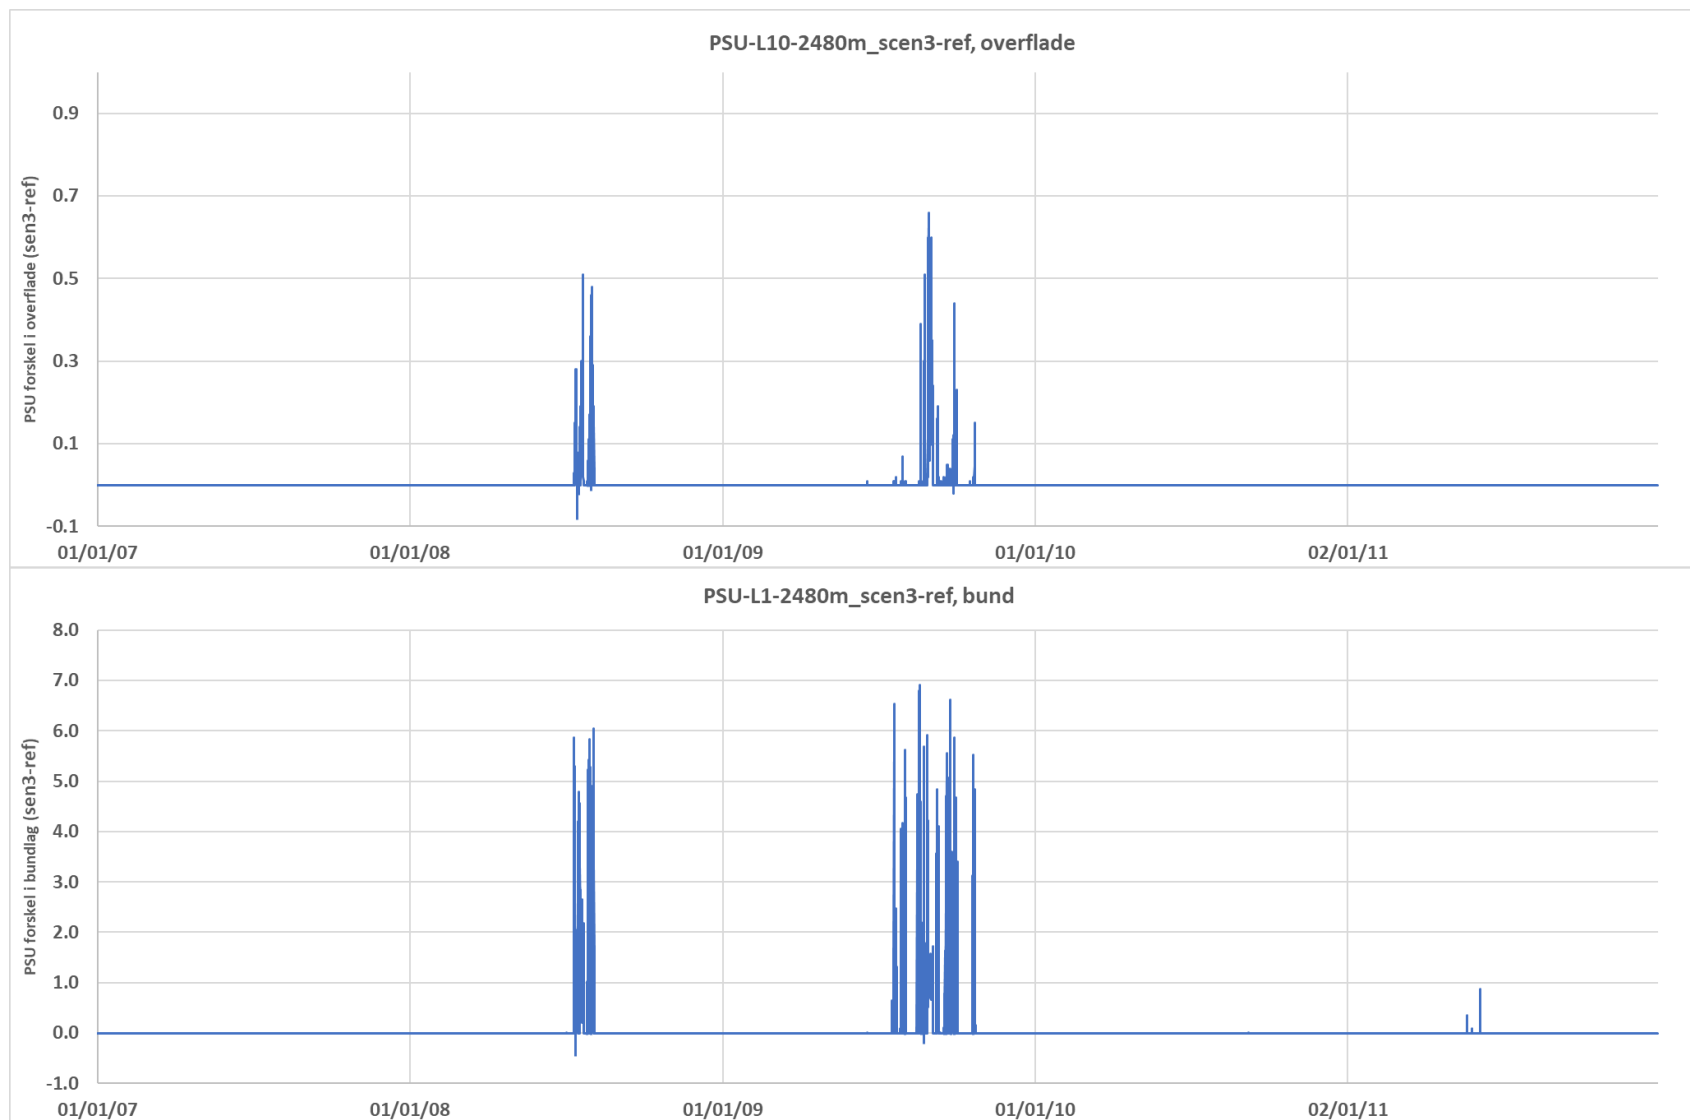 PSU-L10-2480m_scen3-ref, overflade
PSU forskel i overflade (sen3-ref)
0.9
0.7
0.5
0.3
0.1
-0.1
01/01/07 01/01/08 01/01/09 01/01/10 02/01/11
PSU-L1-2480m_scen3-ref, bund
PSU forskel i bundlag (sen3-ref)
8.0
7.0
6.0
5.0
4.0
3.0
2.0
1.0
0.0
-1.0
01/01/07 01/01/08 01/01/09 01/01/10 02/01/11